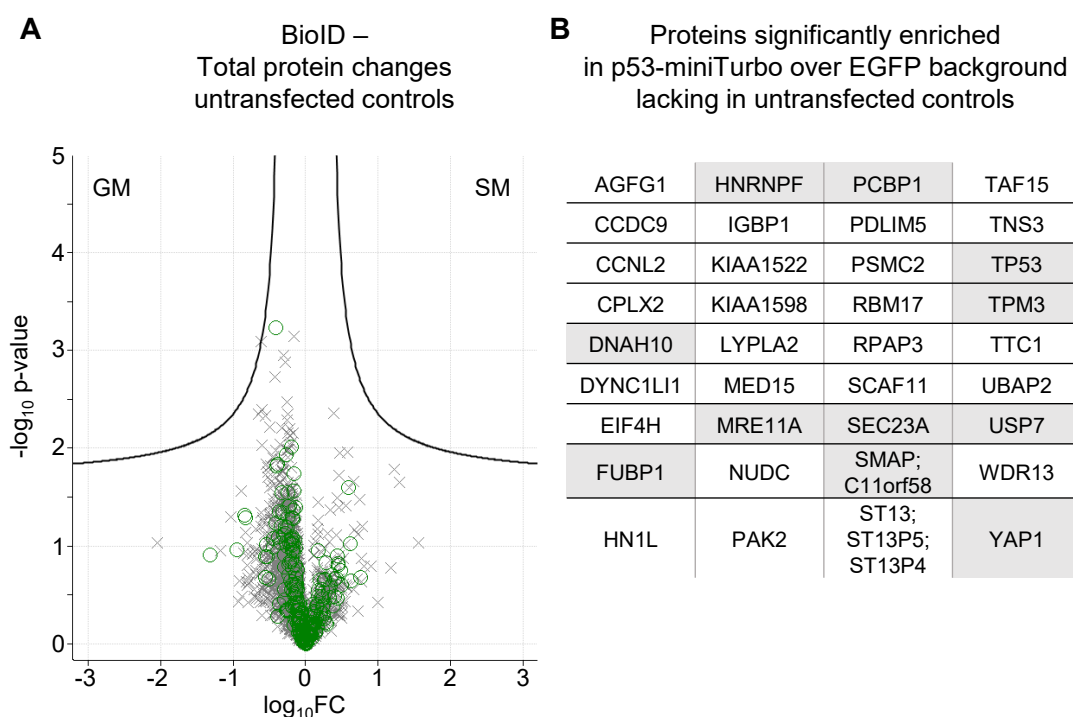 A
BioID –
Total protein changes
untransfected controls
5
4
3
2
1
0
-log10 p-value
GM
SM
-3
-2
-1
0
1
2
3
log10FC
B
Proteins significantly enriched
in p53-miniTurbo over EGFP background
lacking in untransfected controls
AGFG1 HNRNPF PCBP1 TAF15
CCDC9 IGBP1 PDLIM5 TNS3
CCNL2 KIAA1522 PSMC2 TP53
CPLX2 KIAA1598 RBM17 TPM3
DNAH10 LYPLA2 RPAP3 TTC1
DYNC1LI1 MED15 SCAF11 UBAP2
EIF4H MRE11A SEC23A USP7
FUBP1 NUDC SMAP; C11orf58 WDR13
HN1L PAK2 ST13; ST13P5; ST13P4 YAP1